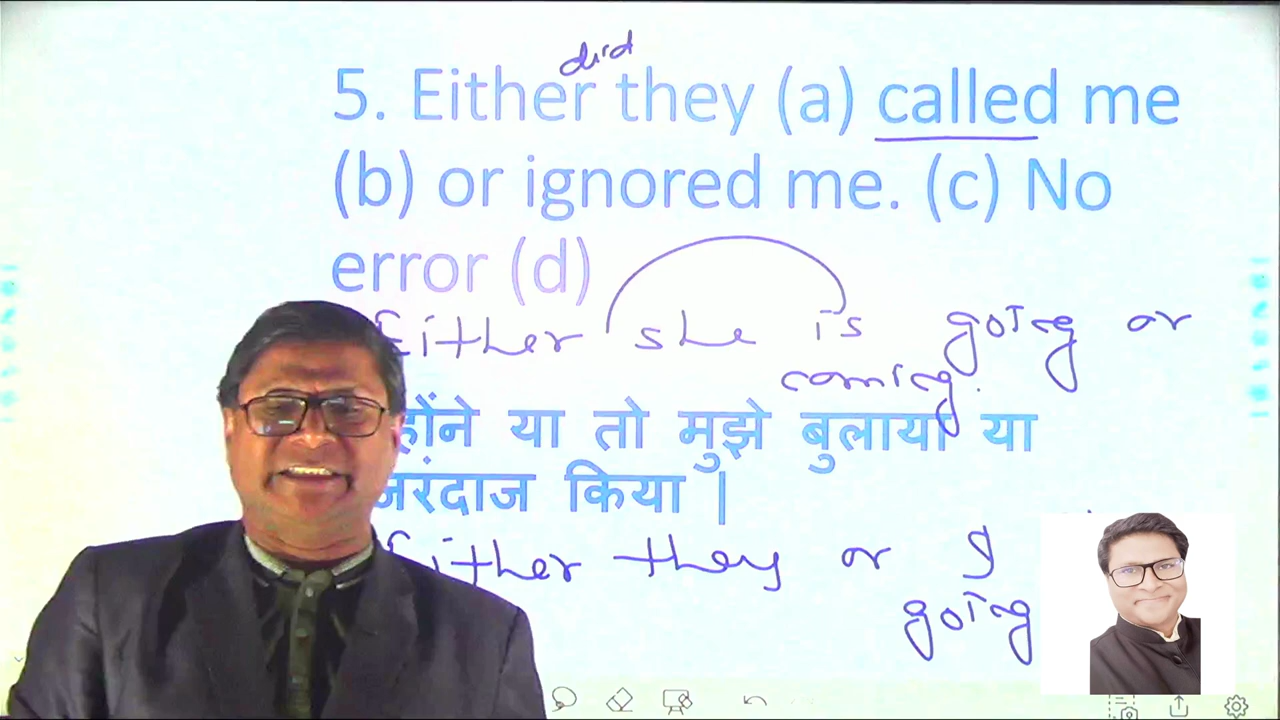 did
5. Either they (a) called me
(b) or ignored me. (c) No
error (d)
Either she is going or
coming.
होंने या तो मुझे बुलाया या
जरंदाज किया |
Either they or I
going